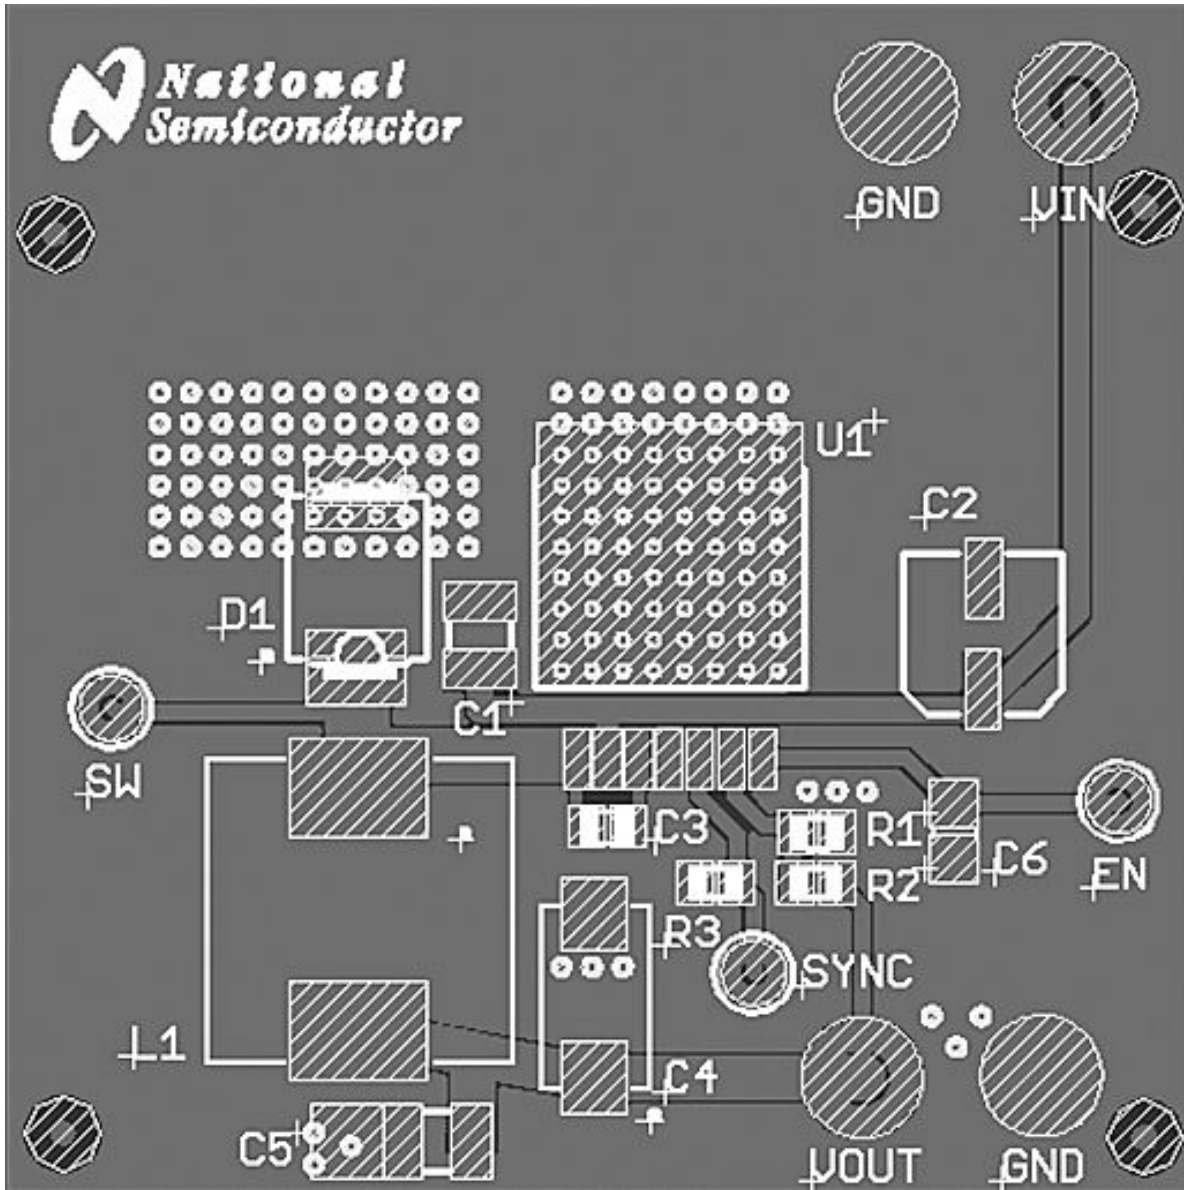 National
Semiconductor
GND
VIN
U1
C2
D1
C1
SW
C3
R1
R2
C6
EN
R3
SYNC
L1
C4
C5
VOUT
GND